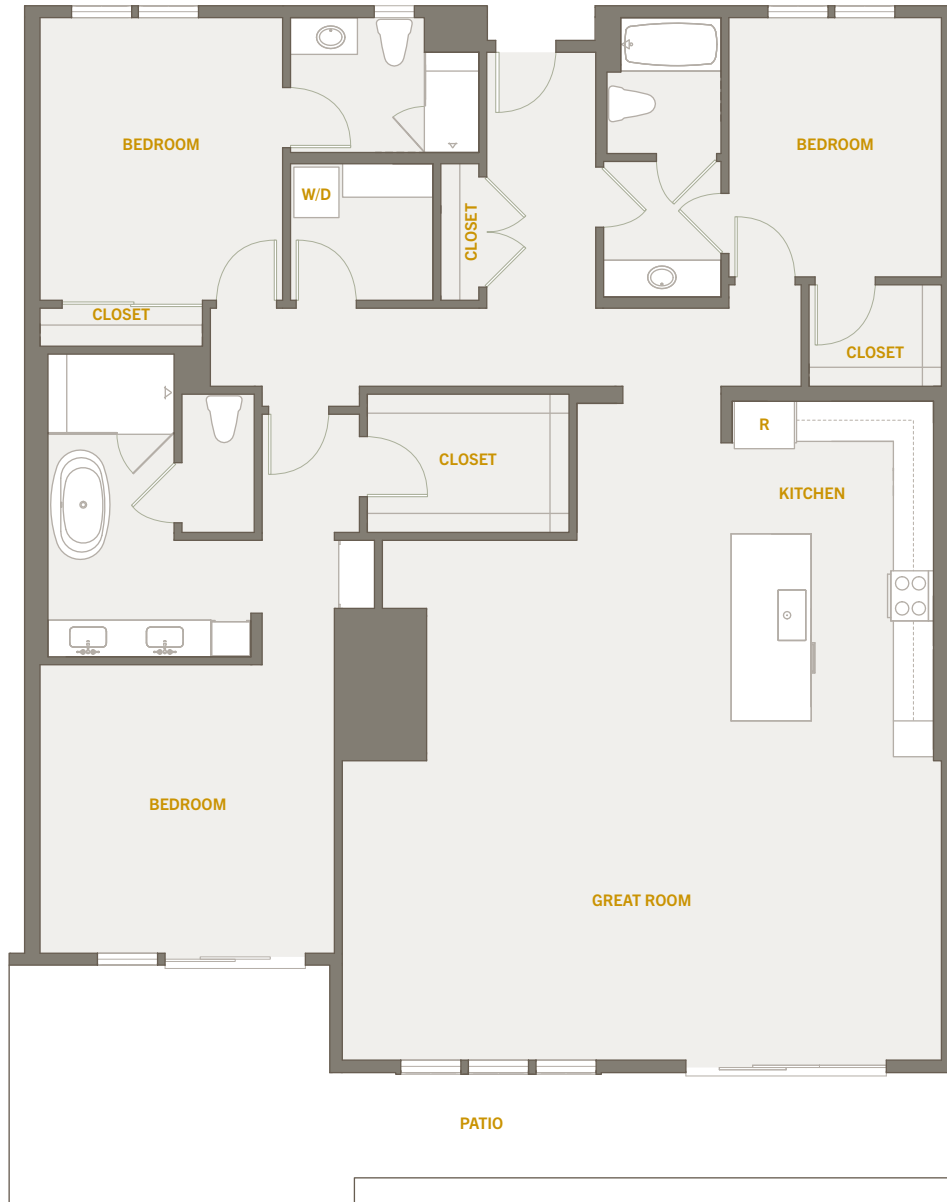 BEDROOM
BEDROOM
W/D
CLOSET
CLOSET
CLOSET
R
CLOSET
KITCHEN
BEDROOM
GREAT ROOM
PATIO